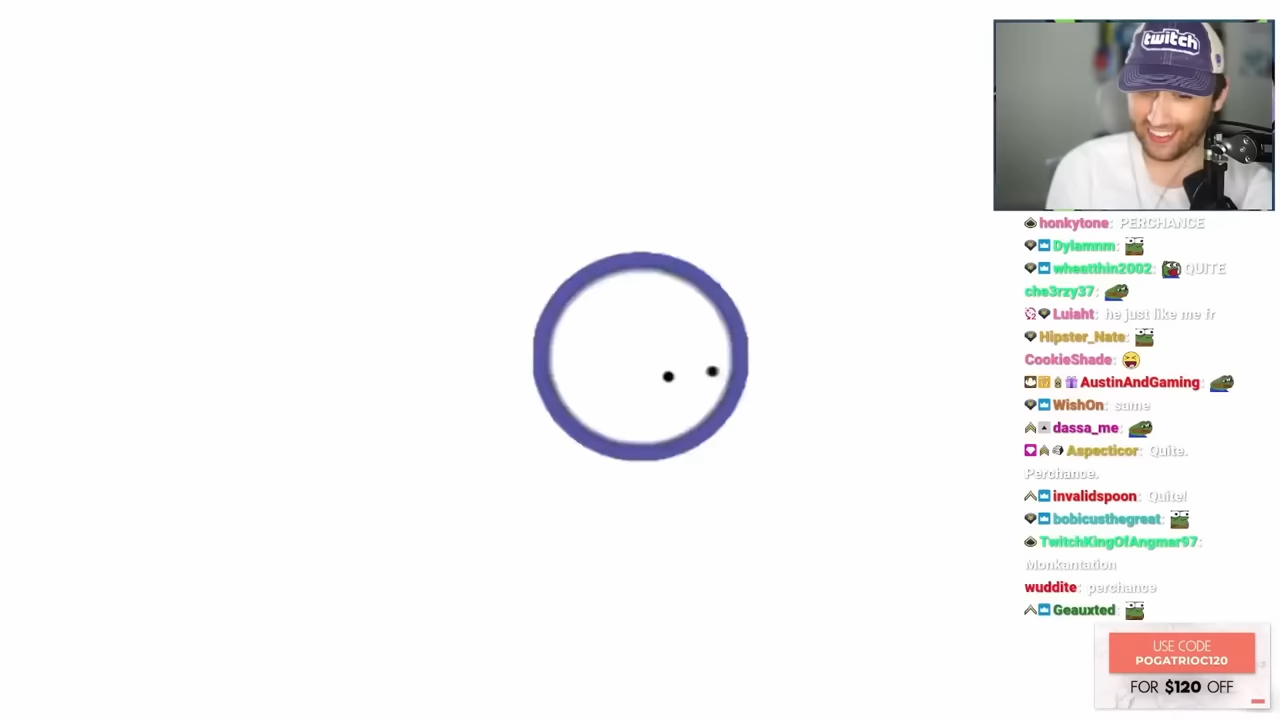 twitch
honkytone: PERCHANCE
Dylamnm:
wheatthin2002: QUITE
che3rzy37:
Luiaht: he just like me fr
Hipster_Nate:
CookieShade:
AustinAndGaming:
WishOn: same
dassa_me:
Aspecticor: Quite.
Perchance.
invalidspoon: Quite!
bobicusthegreat:
TwitchKingOfAngmar97:
Monkantation
wuddite: perchance
Geauxted:
USE CODE
POGATRIOC120
FOR $120 OFF